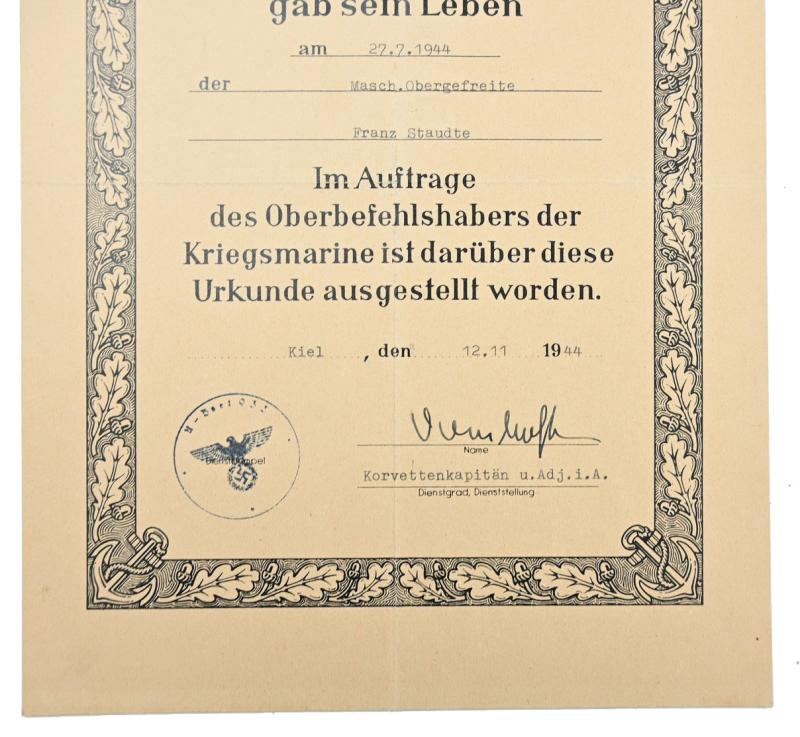 gab sein Leben
am 27.7.1944
der Masch.Obergefreite
Franz Staudte
Im Auftrage
des Oberbefehlshabers der
Kriegsmarine ist darüber diese
Urkunde ausgestellt worden.
Kiel, den 12.11 1944
Dienststempel
Name
Korvettenkapitän u.Adj.i.A.
Dienstgrad, Dienststellung